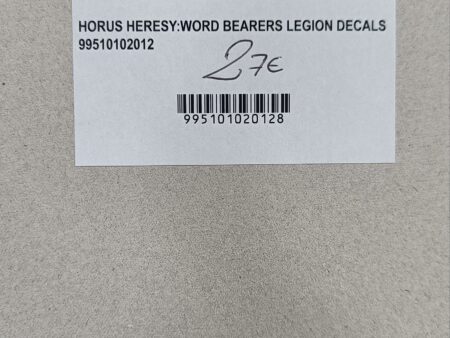 HORUS HERESY:WORD BEARERS LEGION DECALS
99510102012
27€
995101020128